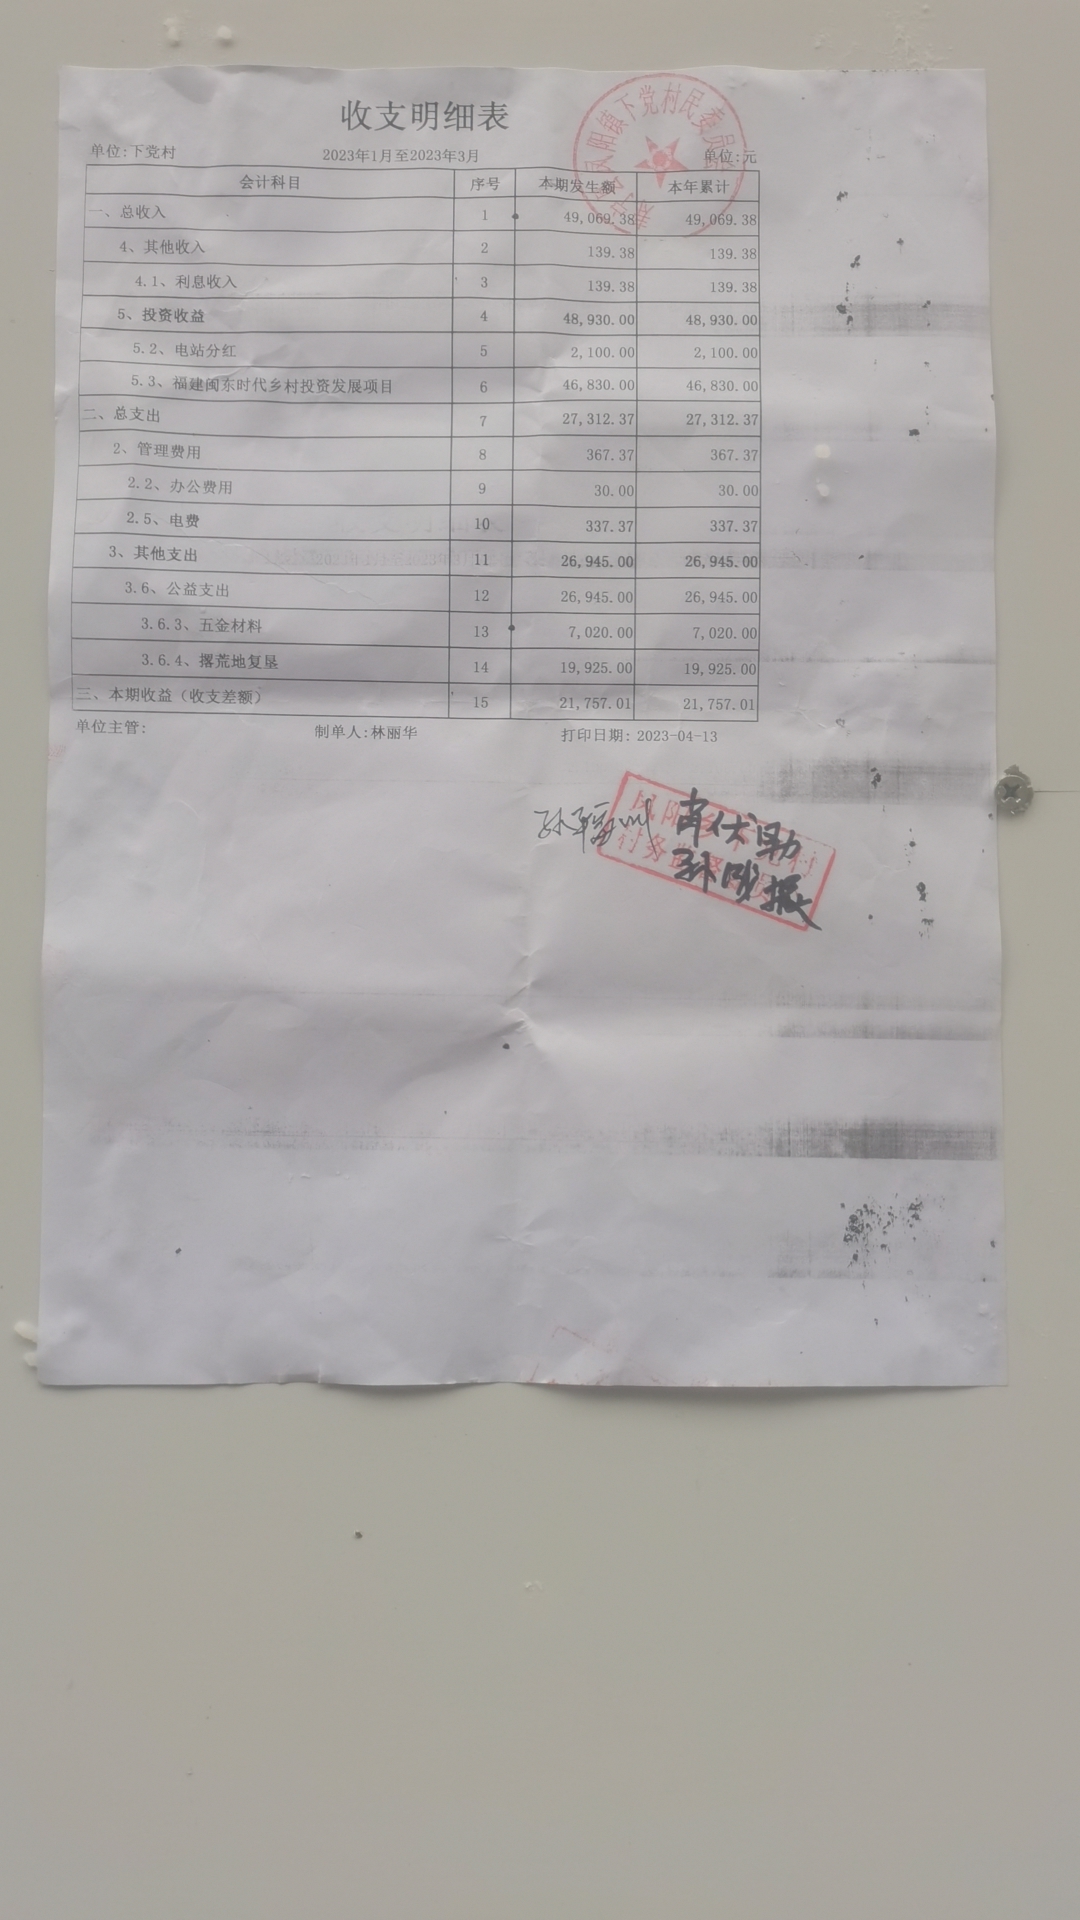 收支明细表
单位:下党村 2023年1月至2023年3月 单位:元
会计科目 序号 本期发生额 本年累计
一、总收入 1 49,069.38 49,069.38
4、其他收入 2 139.38 139.38
4.1、利息收入 3 139.38 139.38
5、投资收益 4 48,930.00 48,930.00
5.2、电站分红 5 2,100.00 2,100.00
5.3、福建闽东时代乡村投资发展项目 6 46,830.00 46,830.00
二、总支出 7 27,312.37 27,312.37
2、管理费用 8 367.37 367.37
2.2、办公费用 9 30.00 30.00
2.5、电费 10 337.37 337.37
3、其他支出 11 26,945.00 26,945.00
3.6、公益支出 12 26,945.00 26,945.00
3.6.3、五金材料 13 7,020.00 7,020.00
3.6.4、撂荒地复垦 14 19,925.00 19,925.00
三、本期收益（收支差额） 15 21,757.01 21,757.01
单位主管: 制单人:林丽华 打印日期: 2023-04-13
凤阳镇下党村民委员